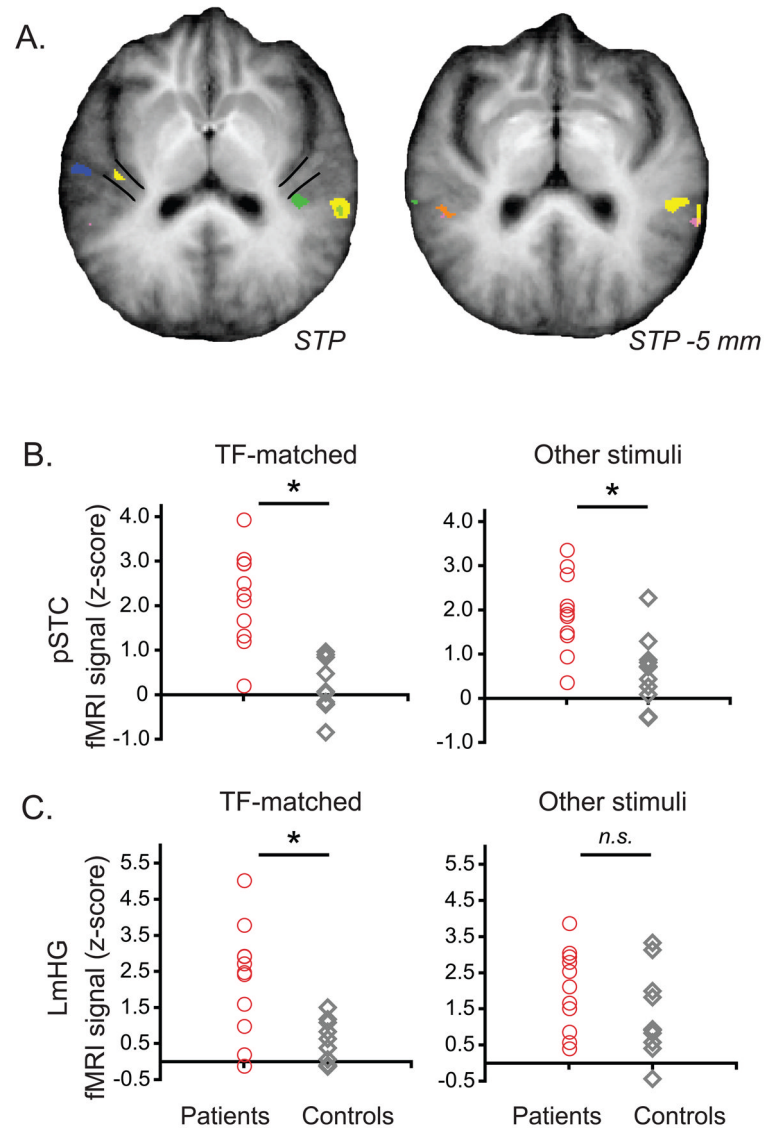 A.
STP
STP -5 mm
B.
TF-matched
Other stimuli
*
*
pSTC
fMRI signal (z-score)
4.0
3.0
2.0
1.0
0
-1.0
4.0
3.0
2.0
1.0
0
-1.0
C.
TF-matched
Other stimuli
*
n.s.
LmHG
fMRI signal (z-score)
5.5
4.5
3.5
2.5
1.5
0.5
-0.5
5.5
4.5
3.5
2.5
1.5
0.5
-0.5
Patients
Controls
Patients
Controls